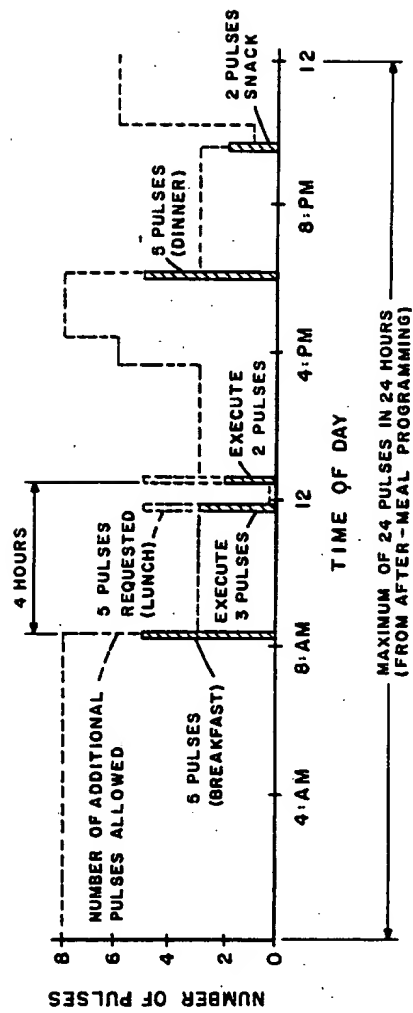 NUMBER OF PULSES
8
6
4
2
0
NUMBER OF ADDITIONAL
PULSES ALLOWED
5 PULSES
(BREAKFAST)
4 HOURS
5 PULSES
REQUESTED
(LUNCH)
EXECUTE
3 PULSES
EXECUTE
2 PULSES
5 PULSES
(DINNER)
2 PULSES
SNACK
4:AM
8:AM
12
4:PM
8:PM
12
TIME OF DAY
MAXIMUM OF 24 PULSES IN 24 HOURS
(FROM AFTER-MEAL PROGRAMMING)